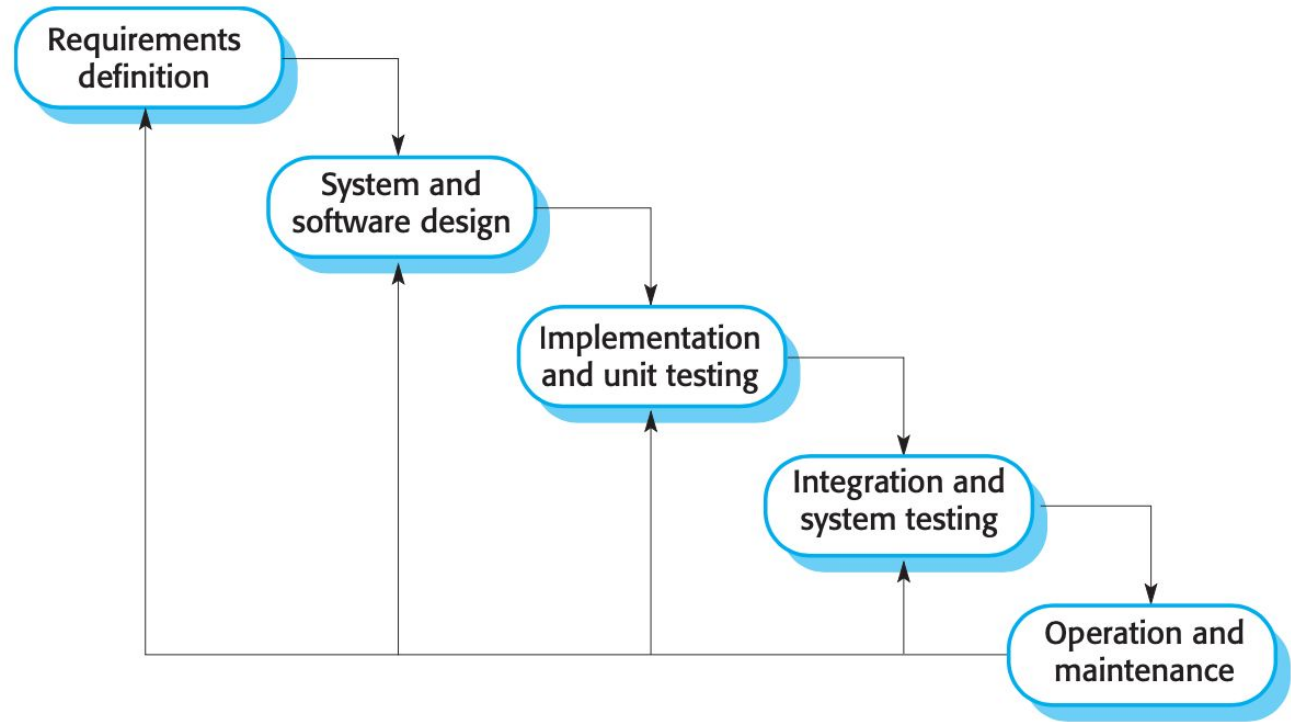 Requirements
definition
System and
software design
Implementation
and unit testing
Integration and
system testing
Operation and
maintenance